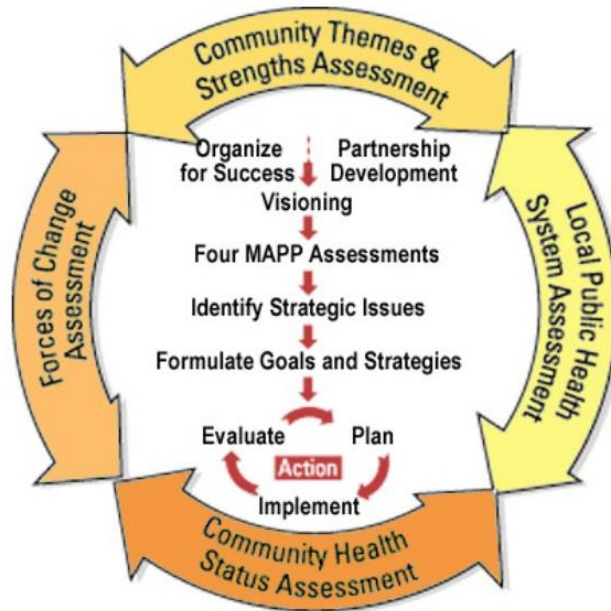 Community Themes &
Strengths Assessment
Organize
for Success
Partnership
Development
Visioning
Four MAPP Assessments
Identify Strategic Issues
Formulate Goals and Strategies
Evaluate
Plan
Action
Implement
Forces of Change
Assessment
Local Public Health
System Assessment
Community Health
Status Assessment